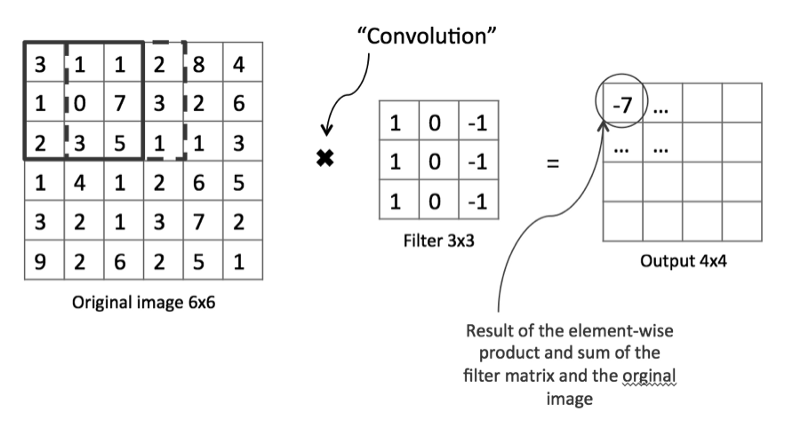 “Convolution”
3 1 1 2 8 4
1 0 7 3 2 6
2 3 5 1 1 3
1 4 1 2 6 5
3 2 1 3 7 2
9 2 6 2 5 1
Original image 6x6
1 0 -1
1 0 -1
1 0 -1
Filter 3x3
=
-7 ...
... ...
Output 4x4
Result of the element-wise
product and sum of the
filter matrix and the orginal
image